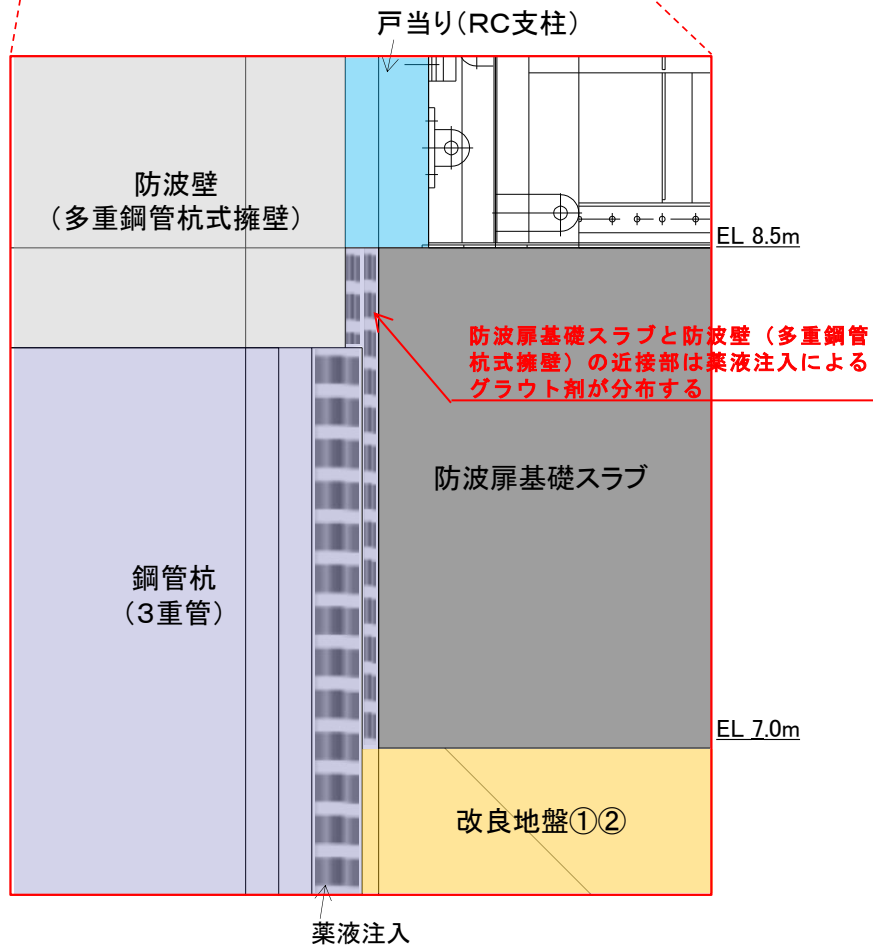 戸当り(RC支柱)
防波壁
(多重鋼管杭式擁壁)
EL 8.5m
防波扉基礎スラブと防波壁（多重鋼管
杭式擁壁）の近接部は薬液注入による
グラウト剤が分布する
防波扉基礎スラブ
鋼管杭
(3重管)
EL 7.0m
改良地盤①②
薬液注入